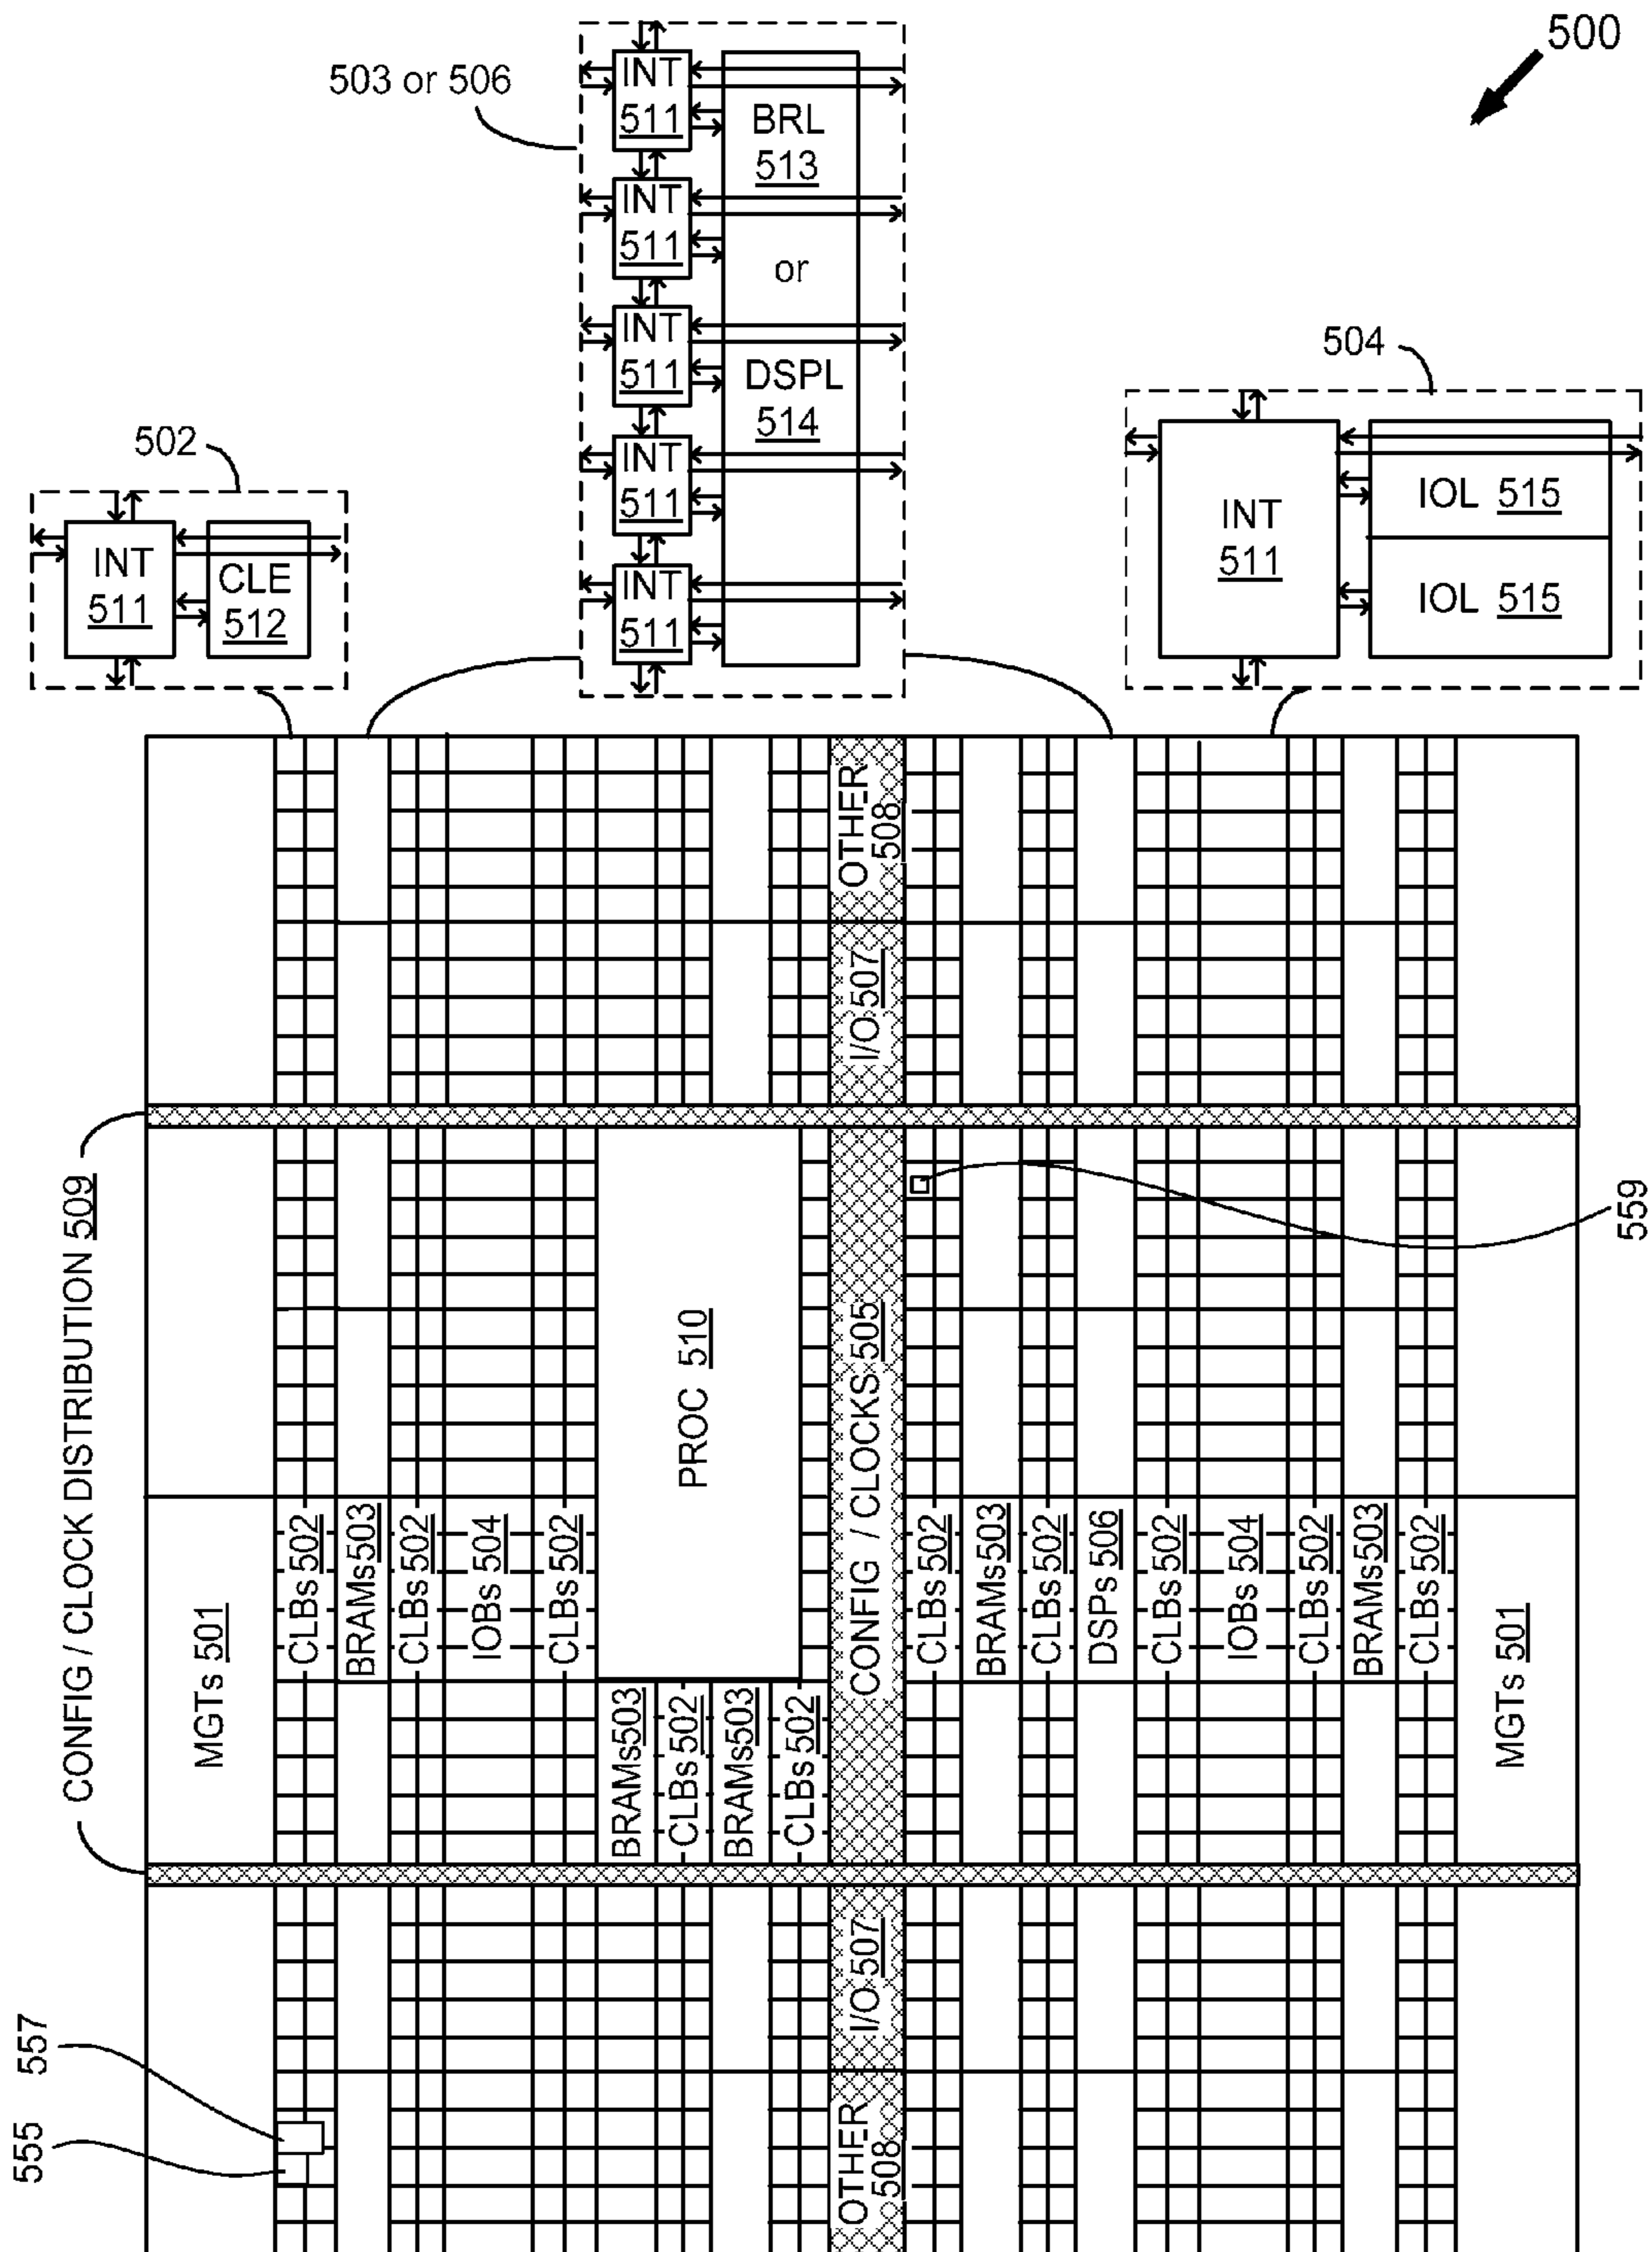 500
503 or 506
INT
511
BRL
513
INT
511
or
INT
511
DSPL
514
INT
511
INT
511
504
INT
511
IOL 515
IOL 515
502
INT
511
CLE
512
OTHER
508
I/O 507
CONFIG / CLOCK DISTRIBUTION 509
559
PROC 510
CONFIG / CLOCKS 505
MGTs 501
CLBs 502
BRAMs 503
CLBs 502
IOBs 504
CLBs 502
BRAMs 503
CLBs 502
BRAMs 503
CLBs 502
CLBs 502
BRAMs 503
CLBs 502
DSPs 506
CLBs 502
IOBs 504
CLBs 502
BRAMs 503
CLBs 502
MGTs 501
I/O 507
OTHER
508
557
555